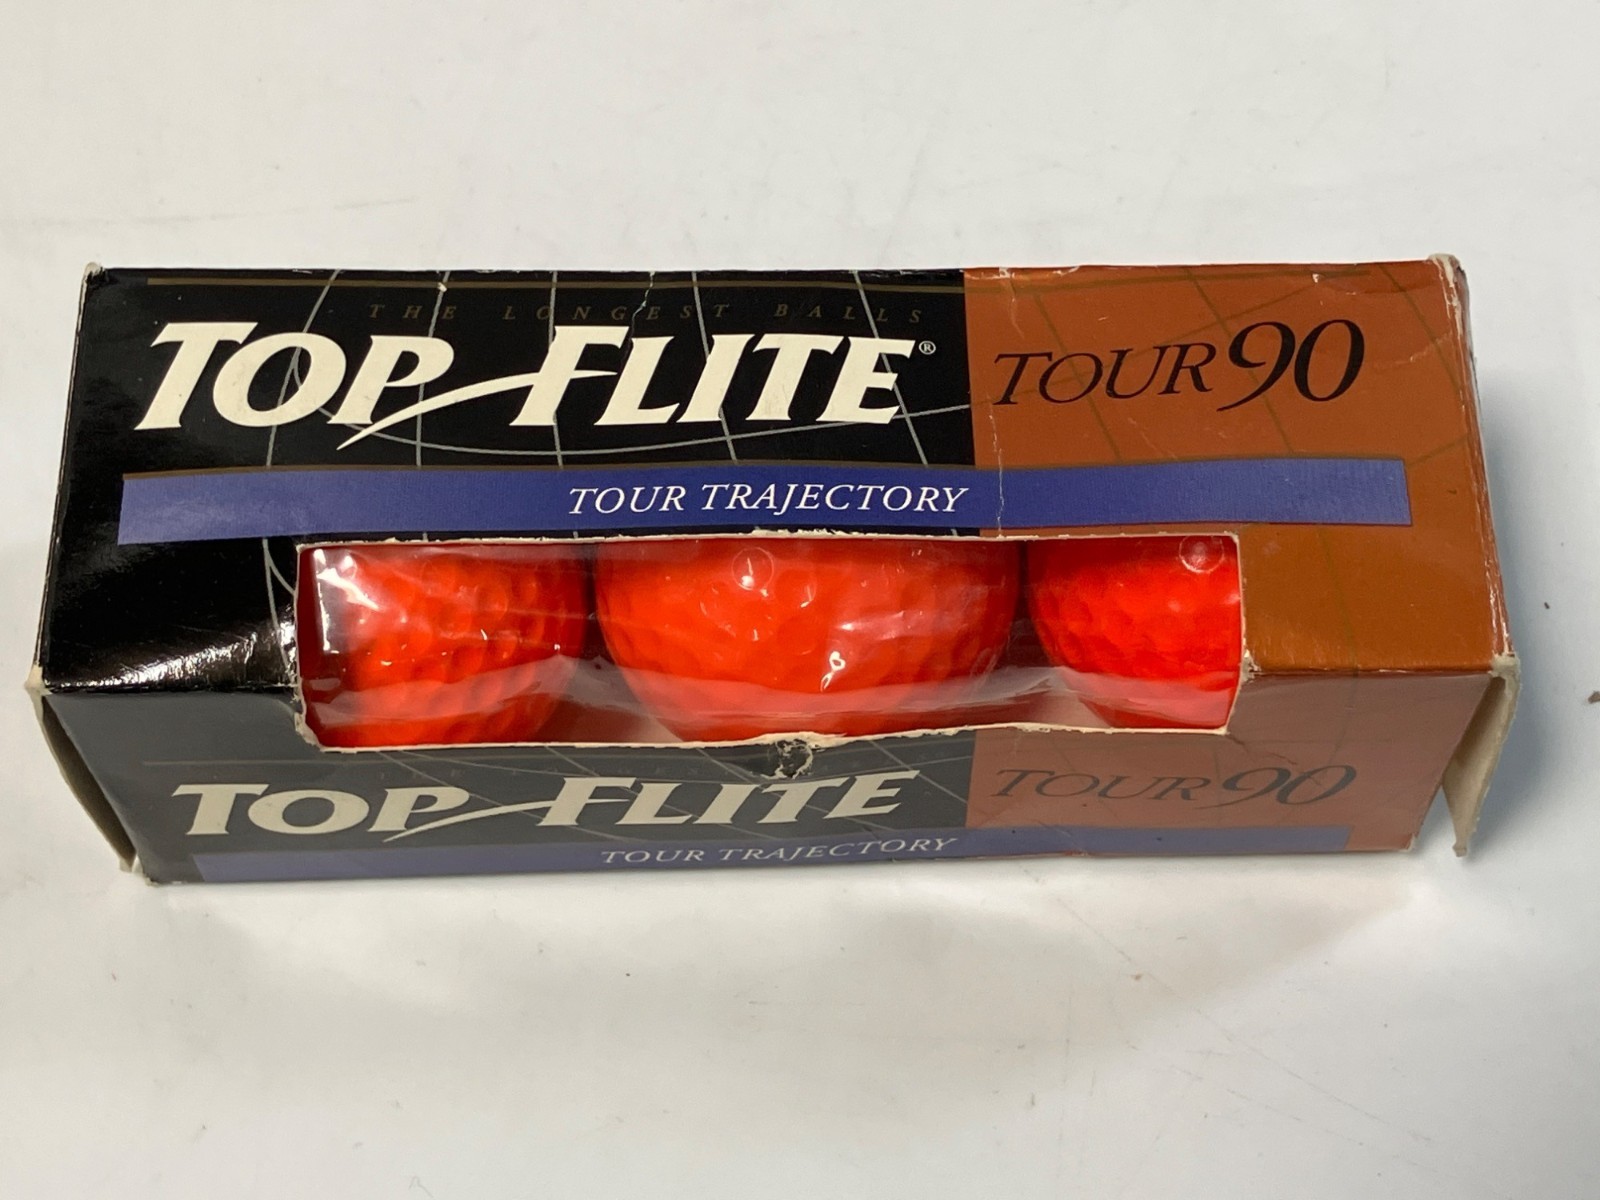 THE LONGEST BALLS
TOP-FLITE® TOUR 90
TOUR TRAJECTORY
TOP-FLITE TOUR 90
TOUR TRAJECTORY